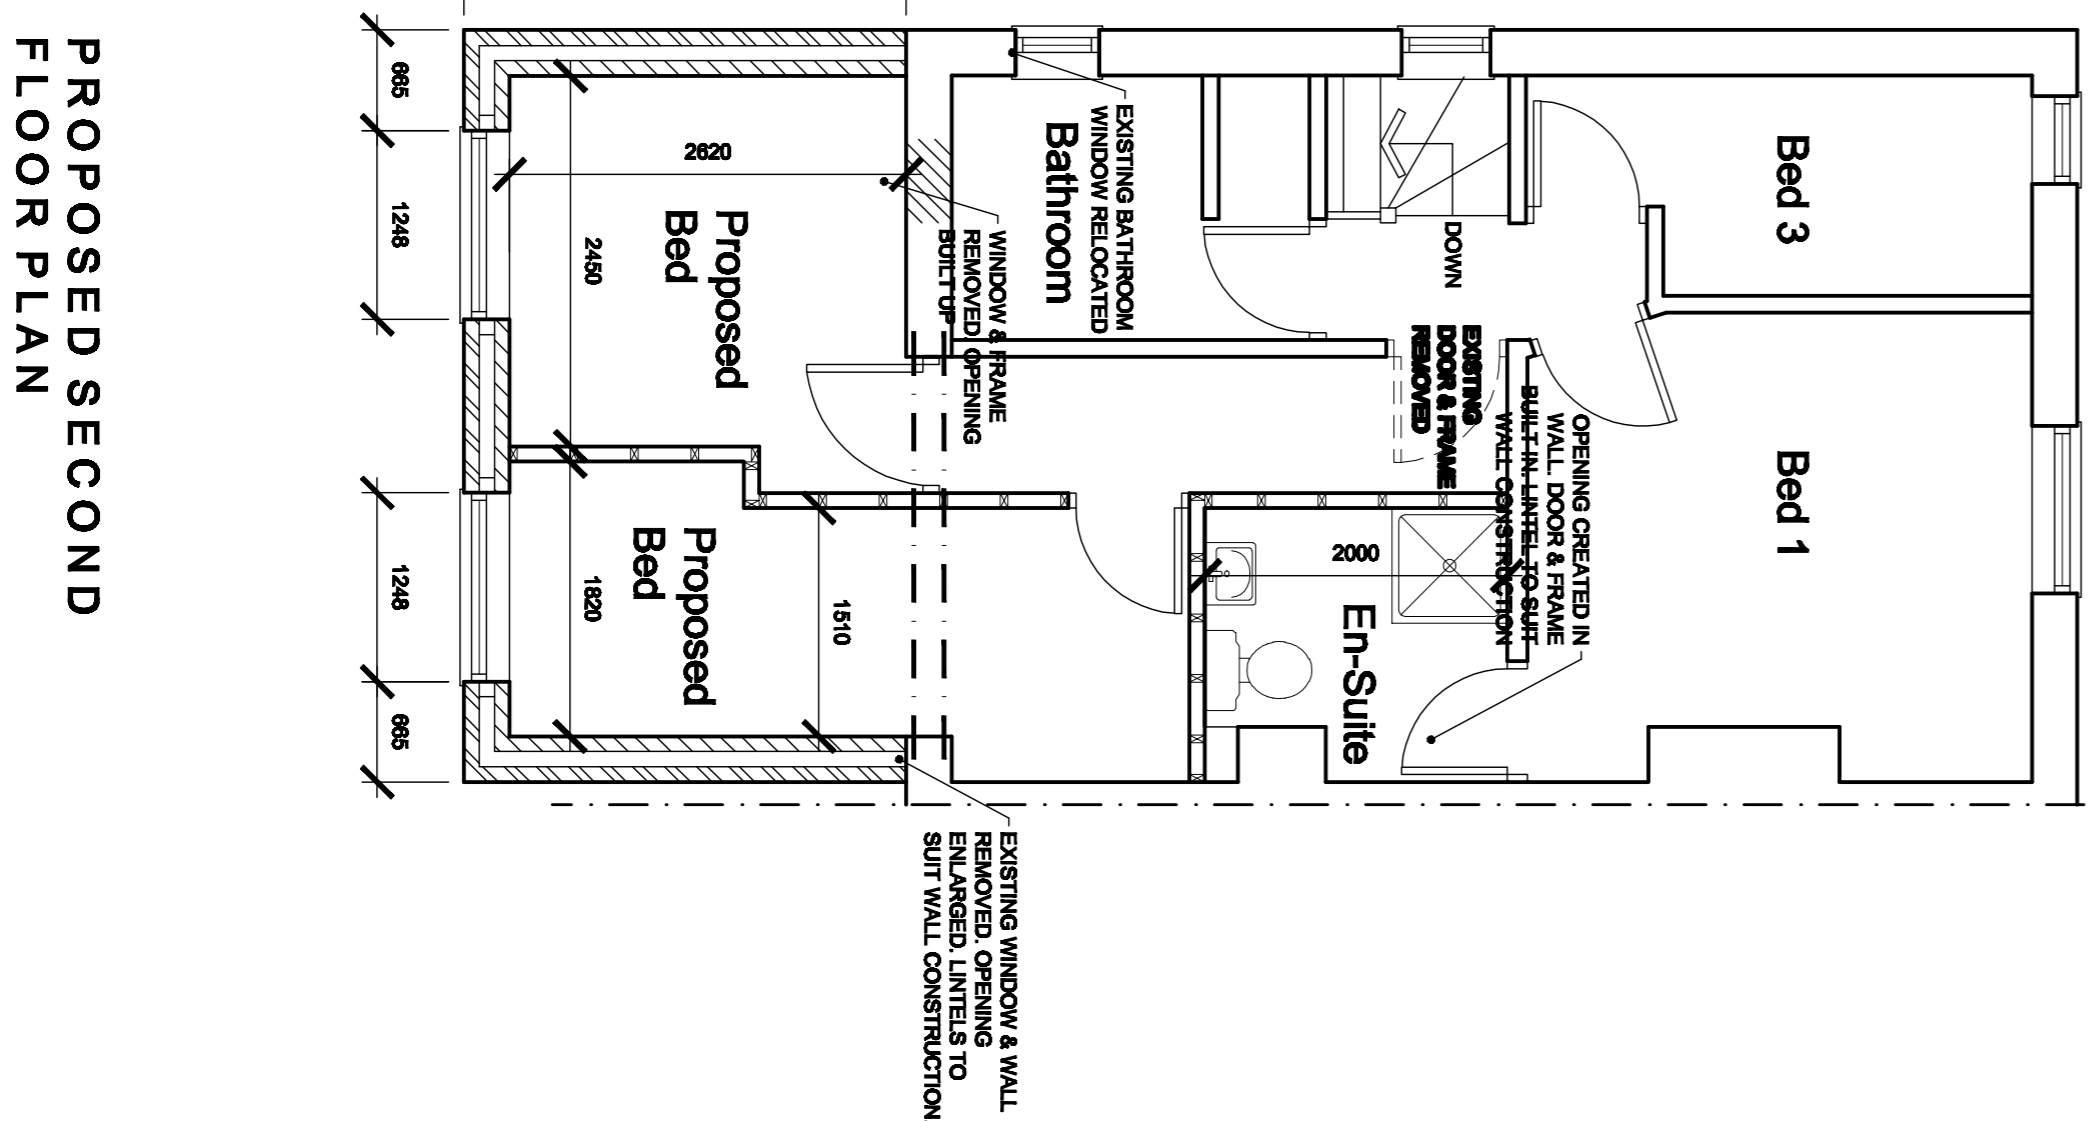 PROPOSED SECOND
FLOOR PLAN
Bed 3
Bed 1
OPENING CREATED IN
WALL. DOOR & FRAME
BUILT IN. LINTEL TO SUIT
WALL CONSTRUCTION
EXISTING
DOOR & FRAME
REMOVED
DOWN
En-Suite
2000
EXISTING BATHROOM
WINDOW RELOCATED
Bathroom
WINDOW & FRAME
REMOVED. OPENING
BUILT UP
EXISTING WINDOW & WALL
REMOVED. OPENING
ENLARGED. LINTELS TO
SUIT WALL CONSTRUCTION
2620
Proposed
Bed
2450
1510
Proposed
Bed
1820
665
1248
1248
665